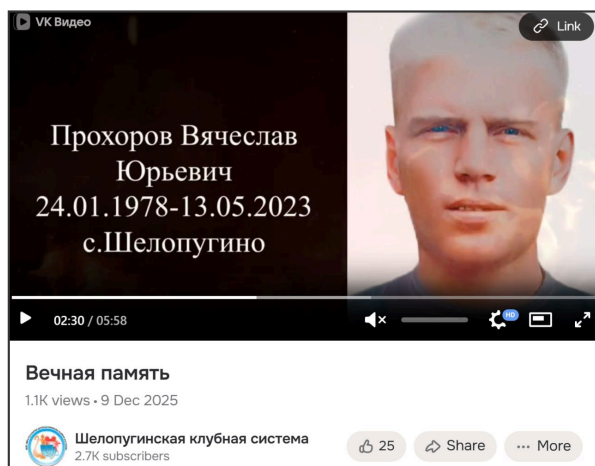 VK Видео
Link
Прохоров Вячеслав
Юрьевич
24.01.1978-13.05.2023
с.Шелопугино
02:30 / 05:58
HD
Вечная память
1.1K views • 9 Dec 2025
Шелопугинская клубная система
2.7K subscribers
25
Share
More